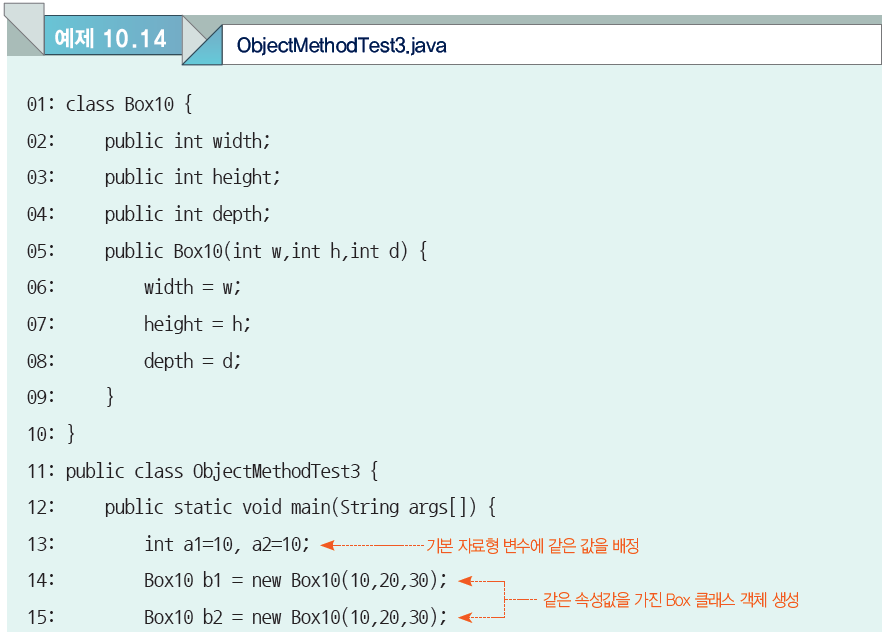 예제 10.14
ObjectMethodTest3.java
01: class Box10 {
02:     public int width;
03:     public int height;
04:     public int depth;
05:     public Box10(int w,int h,int d) {
06:         width = w;
07:         height = h;
08:         depth = d;
09:     }
10: }
11: public class ObjectMethodTest3 {
12:     public static void main(String args[]) {
13:         int a1=10, a2=10; 기본 자료형 변수에 같은 값을 배정
14:         Box10 b1 = new Box10(10,20,30);
같은 속성값을 가진 Box 클래스 객체 생성
15:         Box10 b2 = new Box10(10,20,30);